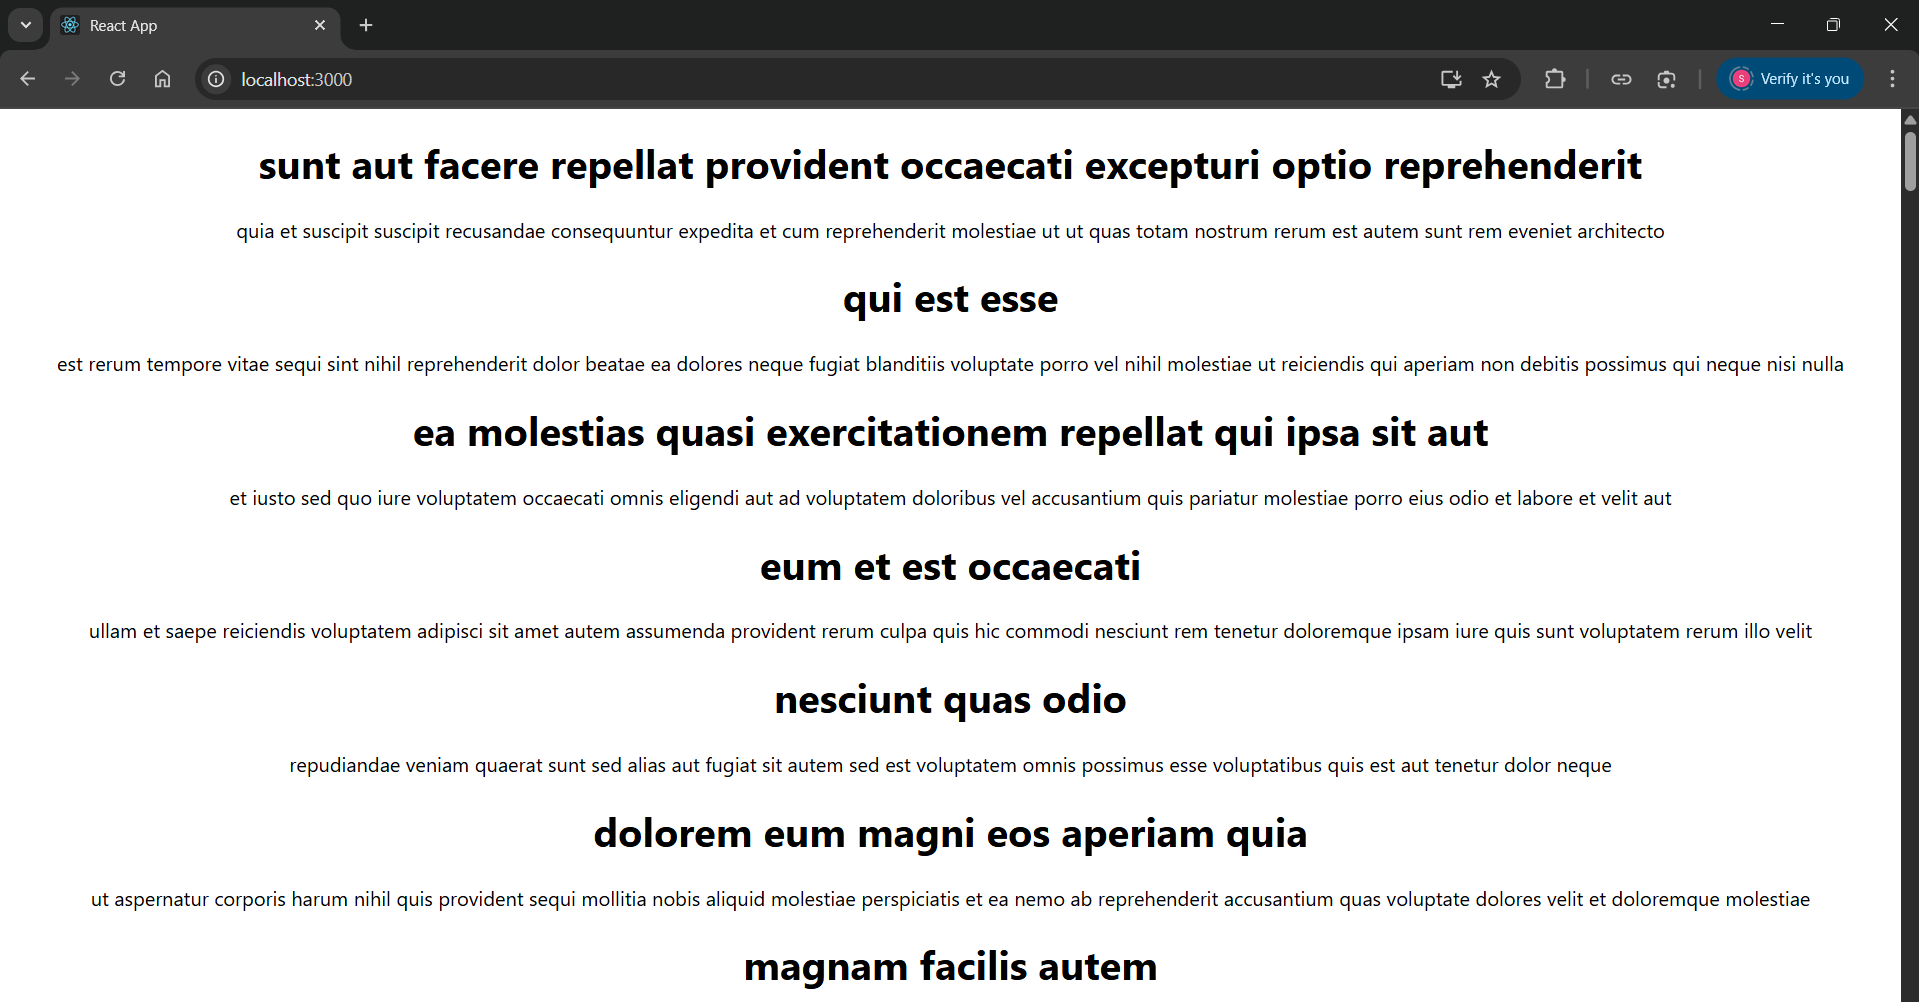 React App
localhost:3000
S
Verify it's you
sunt aut facere repellat provident occaecati excepturi optio reprehenderit
quia et suscipit suscipit recusandae consequuntur expedita et cum reprehenderit molestiae ut ut quas totam nostrum rerum est autem sunt rem eveniet architecto
qui est esse
est rerum tempore vitae sequi sint nihil reprehenderit dolor beatae ea dolores neque fugiat blanditiis voluptate porro vel nihil molestiae ut reiciendis qui aperiam non debitis possimus qui neque nisi nulla
ea molestias quasi exercitationem repellat qui ipsa sit aut
et iusto sed quo iure voluptatem occaecati omnis eligendi aut ad voluptatem doloribus vel accusantium quis pariatur molestiae porro eius odio et labore et velit aut
eum et est occaecati
ullam et saepe reiciendis voluptatem adipisci sit amet autem assumenda provident rerum culpa quis hic commodi nesciunt rem tenetur doloremque ipsam iure quis sunt voluptatem rerum illo velit
nesciunt quas odio
repudiandae veniam quaerat sunt sed alias aut fugiat sit autem sed est voluptatem omnis possimus esse voluptatibus quis est aut tenetur dolor neque
dolorem eum magni eos aperiam quia
ut aspernatur corporis harum nihil quis provident sequi mollitia nobis aliquid molestiae perspiciatis et ea nemo ab reprehenderit accusantium quas voluptate dolores velit et doloremque molestiae
magnam facilis autem